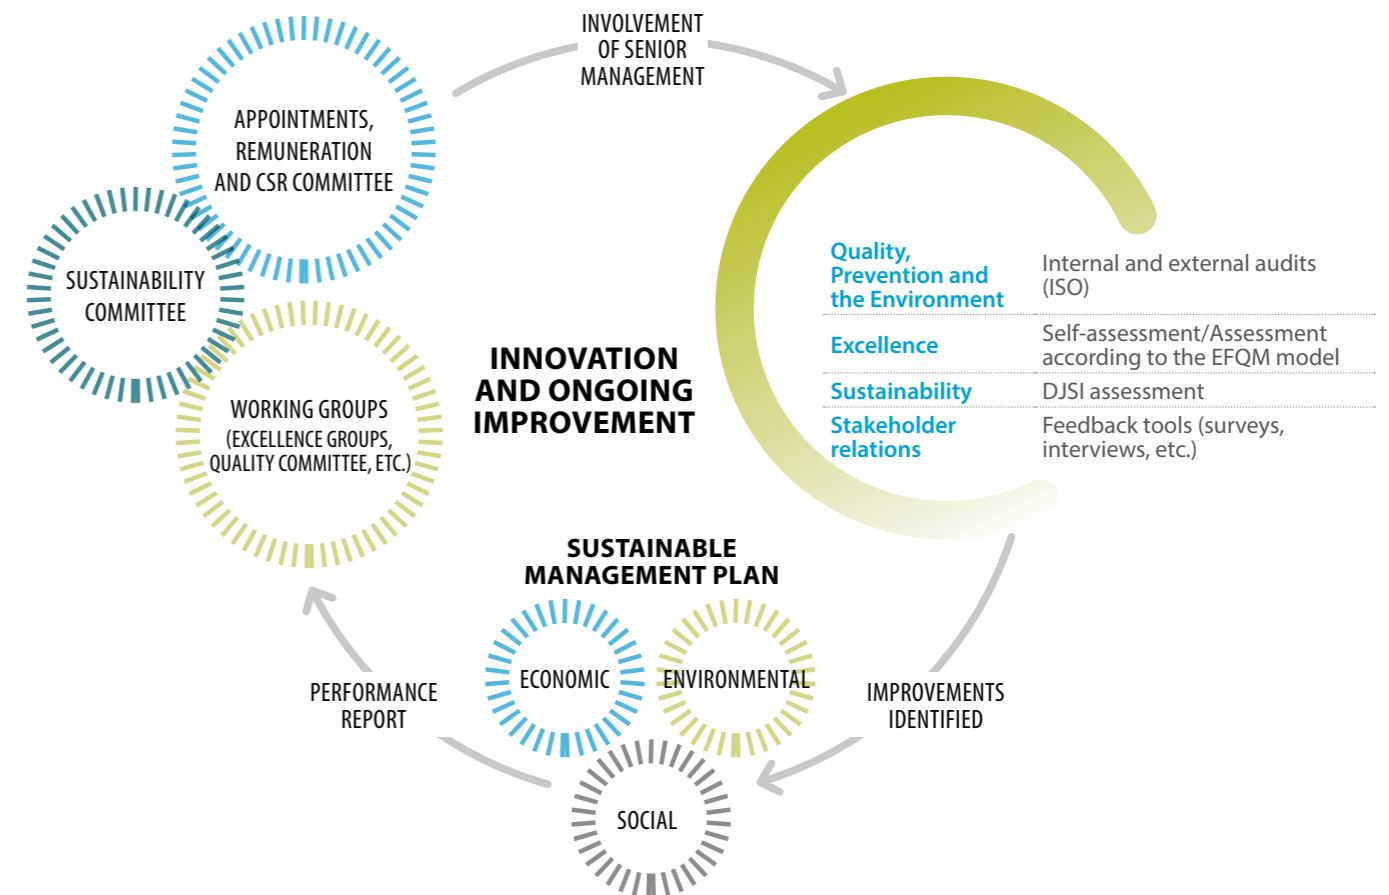 INVOLVEMENT
OF SENIOR
MANAGEMENT
APPOINTMENTS,
REMUNERATION
AND CSR COMMITTEE
SUSTAINABILITY
COMMITTEE
WORKING GROUPS
(EXCELLENCE GROUPS,
QUALITY COMMITTEE, ETC.)
INNOVATION
AND ONGOING
IMPROVEMENT
Quality,
Prevention and
the Environment
Internal and external audits
(ISO)
Excellence
Self-assessment/Assessment
according to the EFQM model
Sustainability
DJSI assessment
Stakeholder
relations
Feedback tools (surveys,
interviews, etc.)
SUSTAINABLE
MANAGEMENT PLAN
ECONOMIC
ENVIRONMENTAL
SOCIAL
IMPROVEMENTS
IDENTIFIED
PERFORMANCE
REPORT